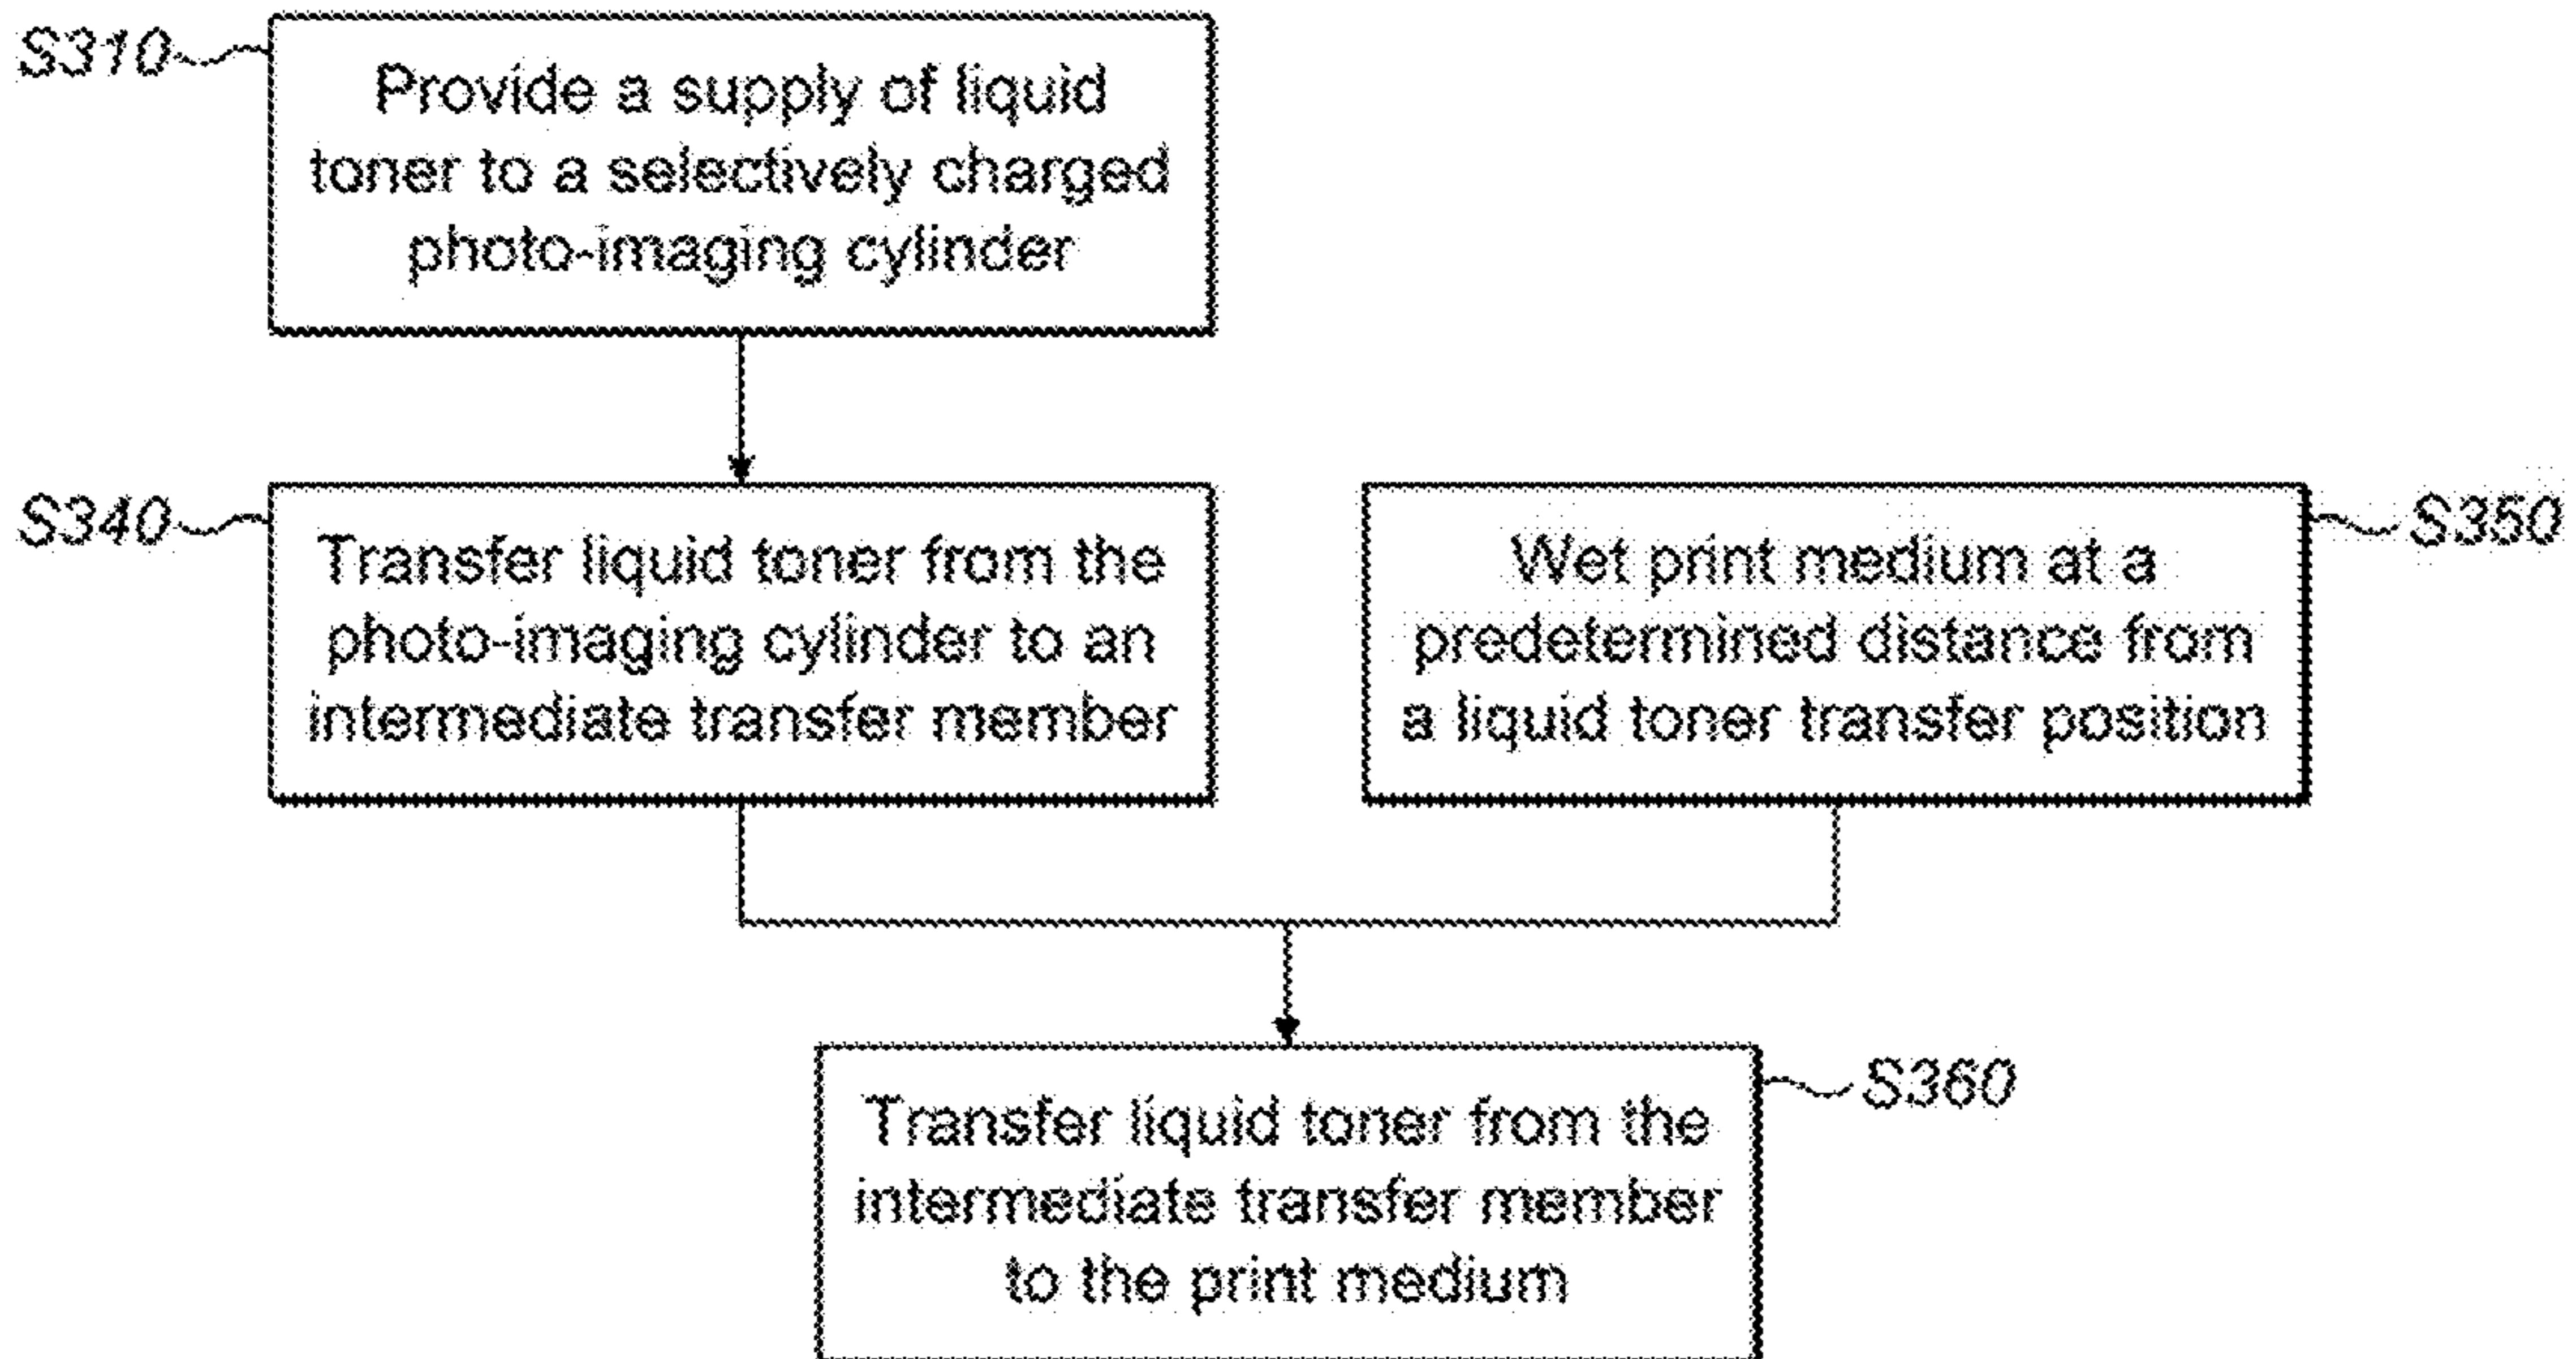 S310
Provide a supply of liquid
toner to a selectively charged
photo-imaging cylinder
S340
Transfer liquid toner from the
photo-imaging cylinder to an
intermediate transfer member
Wet print medium at a
predetermined distance from
a liquid toner transfer position
S350
Transfer liquid toner from the
intermediate transfer member
to the print medium
S360